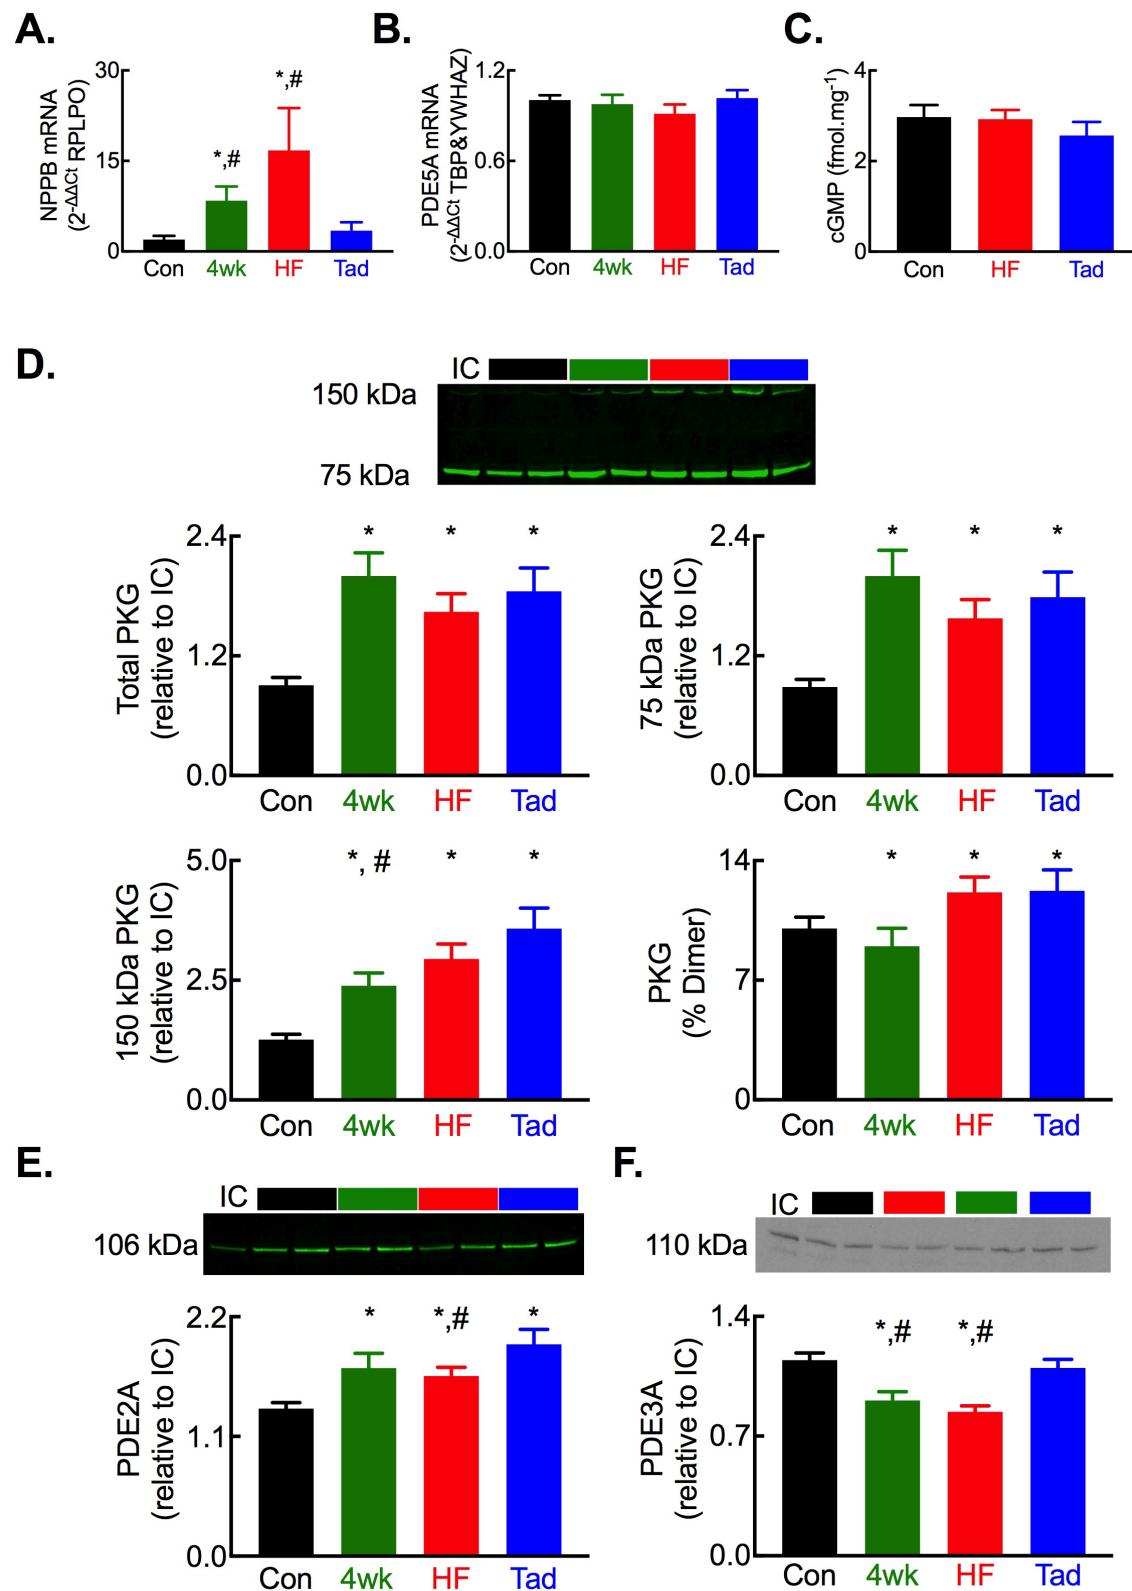 A.
NPPB mRNA
(2-ΔΔCt RPLPO)
30
15
0
*,#
*,#
Con 4wk HF Tad
B.
PDE5A mRNA
(2-ΔΔCt TBP&YWHAZ)
1.2
0.6
0.0
Con 4wk HF Tad
C.
cGMP (fmol.mg-1)
4
2
0
Con HF Tad
D.
IC
150 kDa
75 kDa
Total PKG
(relative to IC)
2.4
1.2
0.0
* * *
Con 4wk HF Tad
75 kDa PKG
(relative to IC)
2.4
1.2
0.0
* * *
Con 4wk HF Tad
150 kDa PKG
(relative to IC)
5.0
2.5
0.0
*, # * *
Con 4wk HF Tad
PKG
(% Dimer)
14
7
0
* * *
Con 4wk HF Tad
E.
IC
106 kDa
PDE2A
(relative to IC)
2.2
1.1
0.0
* *,# *
Con 4wk HF Tad
F.
IC
110 kDa
PDE3A
(relative to IC)
1.4
0.7
0.0
*,# *,#
Con 4wk HF Tad